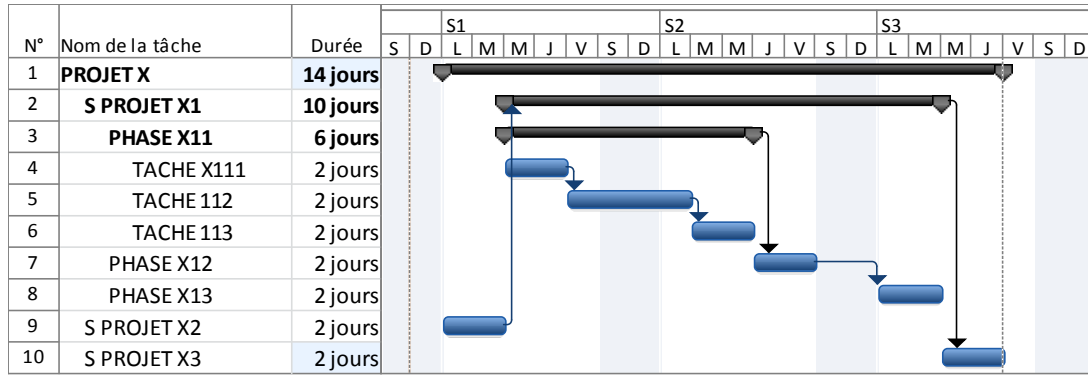 S1 S2 S3
N° Nom de la tâche Durée S D L M M J V S D L M M J V S D L M M J V S D
1 PROJET X 14 jours
2 S PROJET X1 10 jours
3 PHASE X11 6 jours
4 TACHE X111 2 jours
5 TACHE 112 2 jours
6 TACHE 113 2 jours
7 PHASE X12 2 jours
8 PHASE X13 2 jours
9 S PROJET X2 2 jours
10 S PROJET X3 2 jours